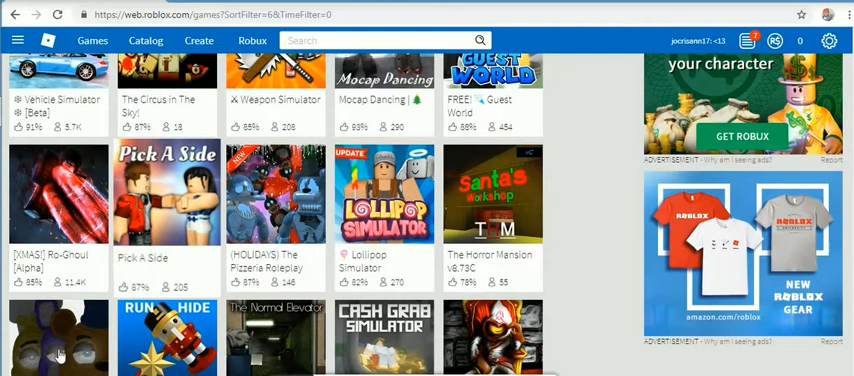 https://web.roblox.com/games?SortFilter=6&TimeFilter=0
Games
Catalog
Create
Robux
Search
jocrisann17: <13
7
R$
0
Mocap Dancing
GUEST WORLD
❄ Vehicle Simulator
❄ [Beta]
91% 5.7K
The Circus in The
Sky!
87% 18
⚔ Weapon Simulator
85% 208
Mocap Dancing | 🎄
93% 290
FREE! 🔫 Guest
World
88% 454
your character
GET ROBUX
ADVERTISEMENT - Why am I seeing ads?
Report
Pick A Side
NEW
UPDATE
LOLLIPOP
SIMULATOR
Santa's
Workshop
[XMAS!] Ro-Ghoul
[Alpha]
85% 11.4K
Pick A Side
87% 205
(HOLIDAYS) The
Pizzeria Roleplay
87% 146
🍭 Lollipop
Simulator
82% 270
The Horror Mansion
v8.73C
78% 55
ROBLOX
NEW
ROBLOX
GEAR
amazon.com/roblox
ADVERTISEMENT - Why am I seeing ads?
Report
RUN HIDE
The Normal Elevator
CASH GRAB
SIMULATOR